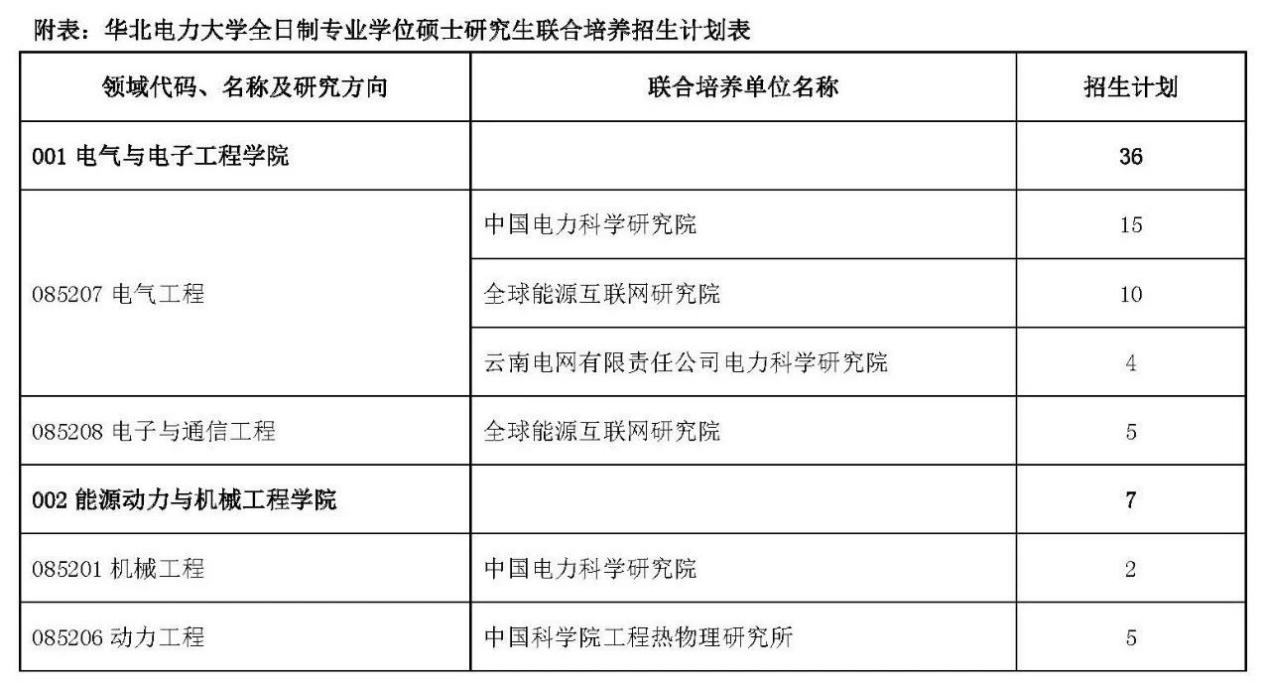 附表：华北电力大学全日制专业学位硕士研究生联合培养招生计划表
领域代码、名称及研究方向 联合培养单位名称 招生计划
001 电气与电子工程学院 36
中国电力科学研究院 15
085207 电气工程 全球能源互联网研究院 10
云南电网有限责任公司电力科学研究院 4
085208 电子与通信工程 全球能源互联网研究院 5
002 能源动力与机械工程学院 7
085201 机械工程 中国电力科学研究院 2
085206 动力工程 中国科学院工程热物理研究所 5